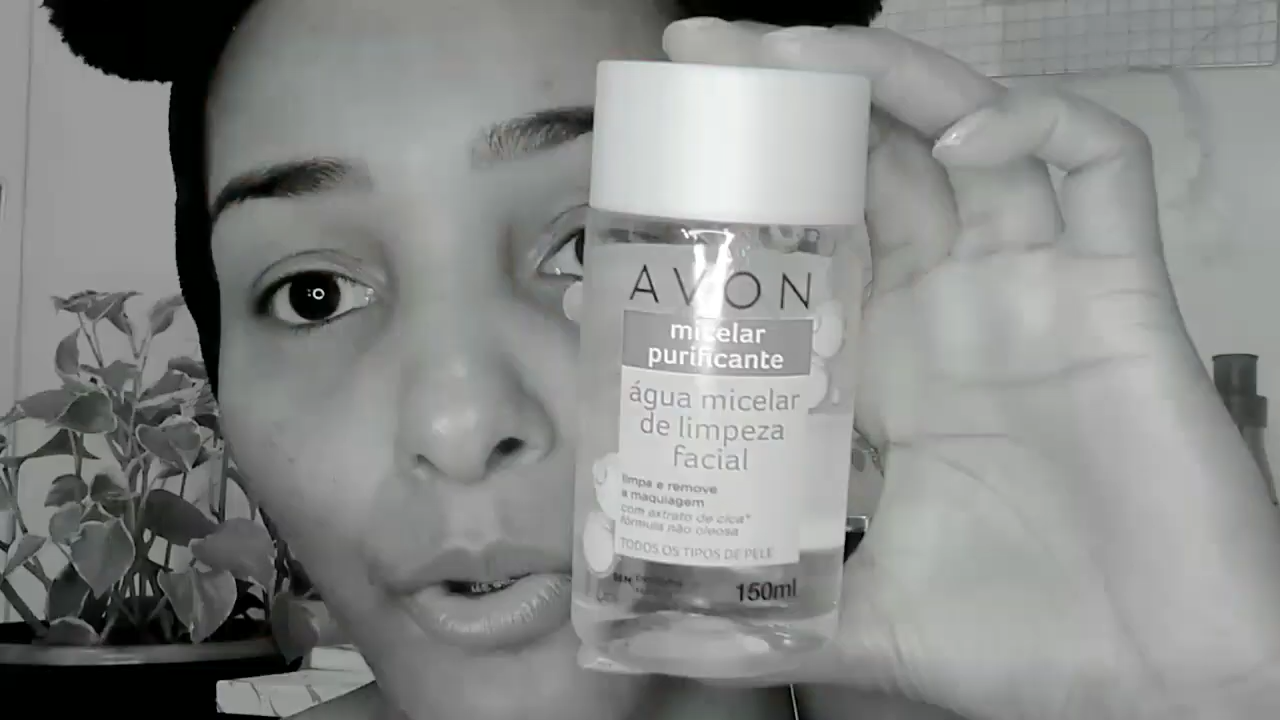 AVON
micelar
purificante
água micelar
de limpeza
facial
limpa e remove
a maquiagem
com extrato de cica*
fórmula não oleosa
TODOS OS TIPOS DE PELE
150ml